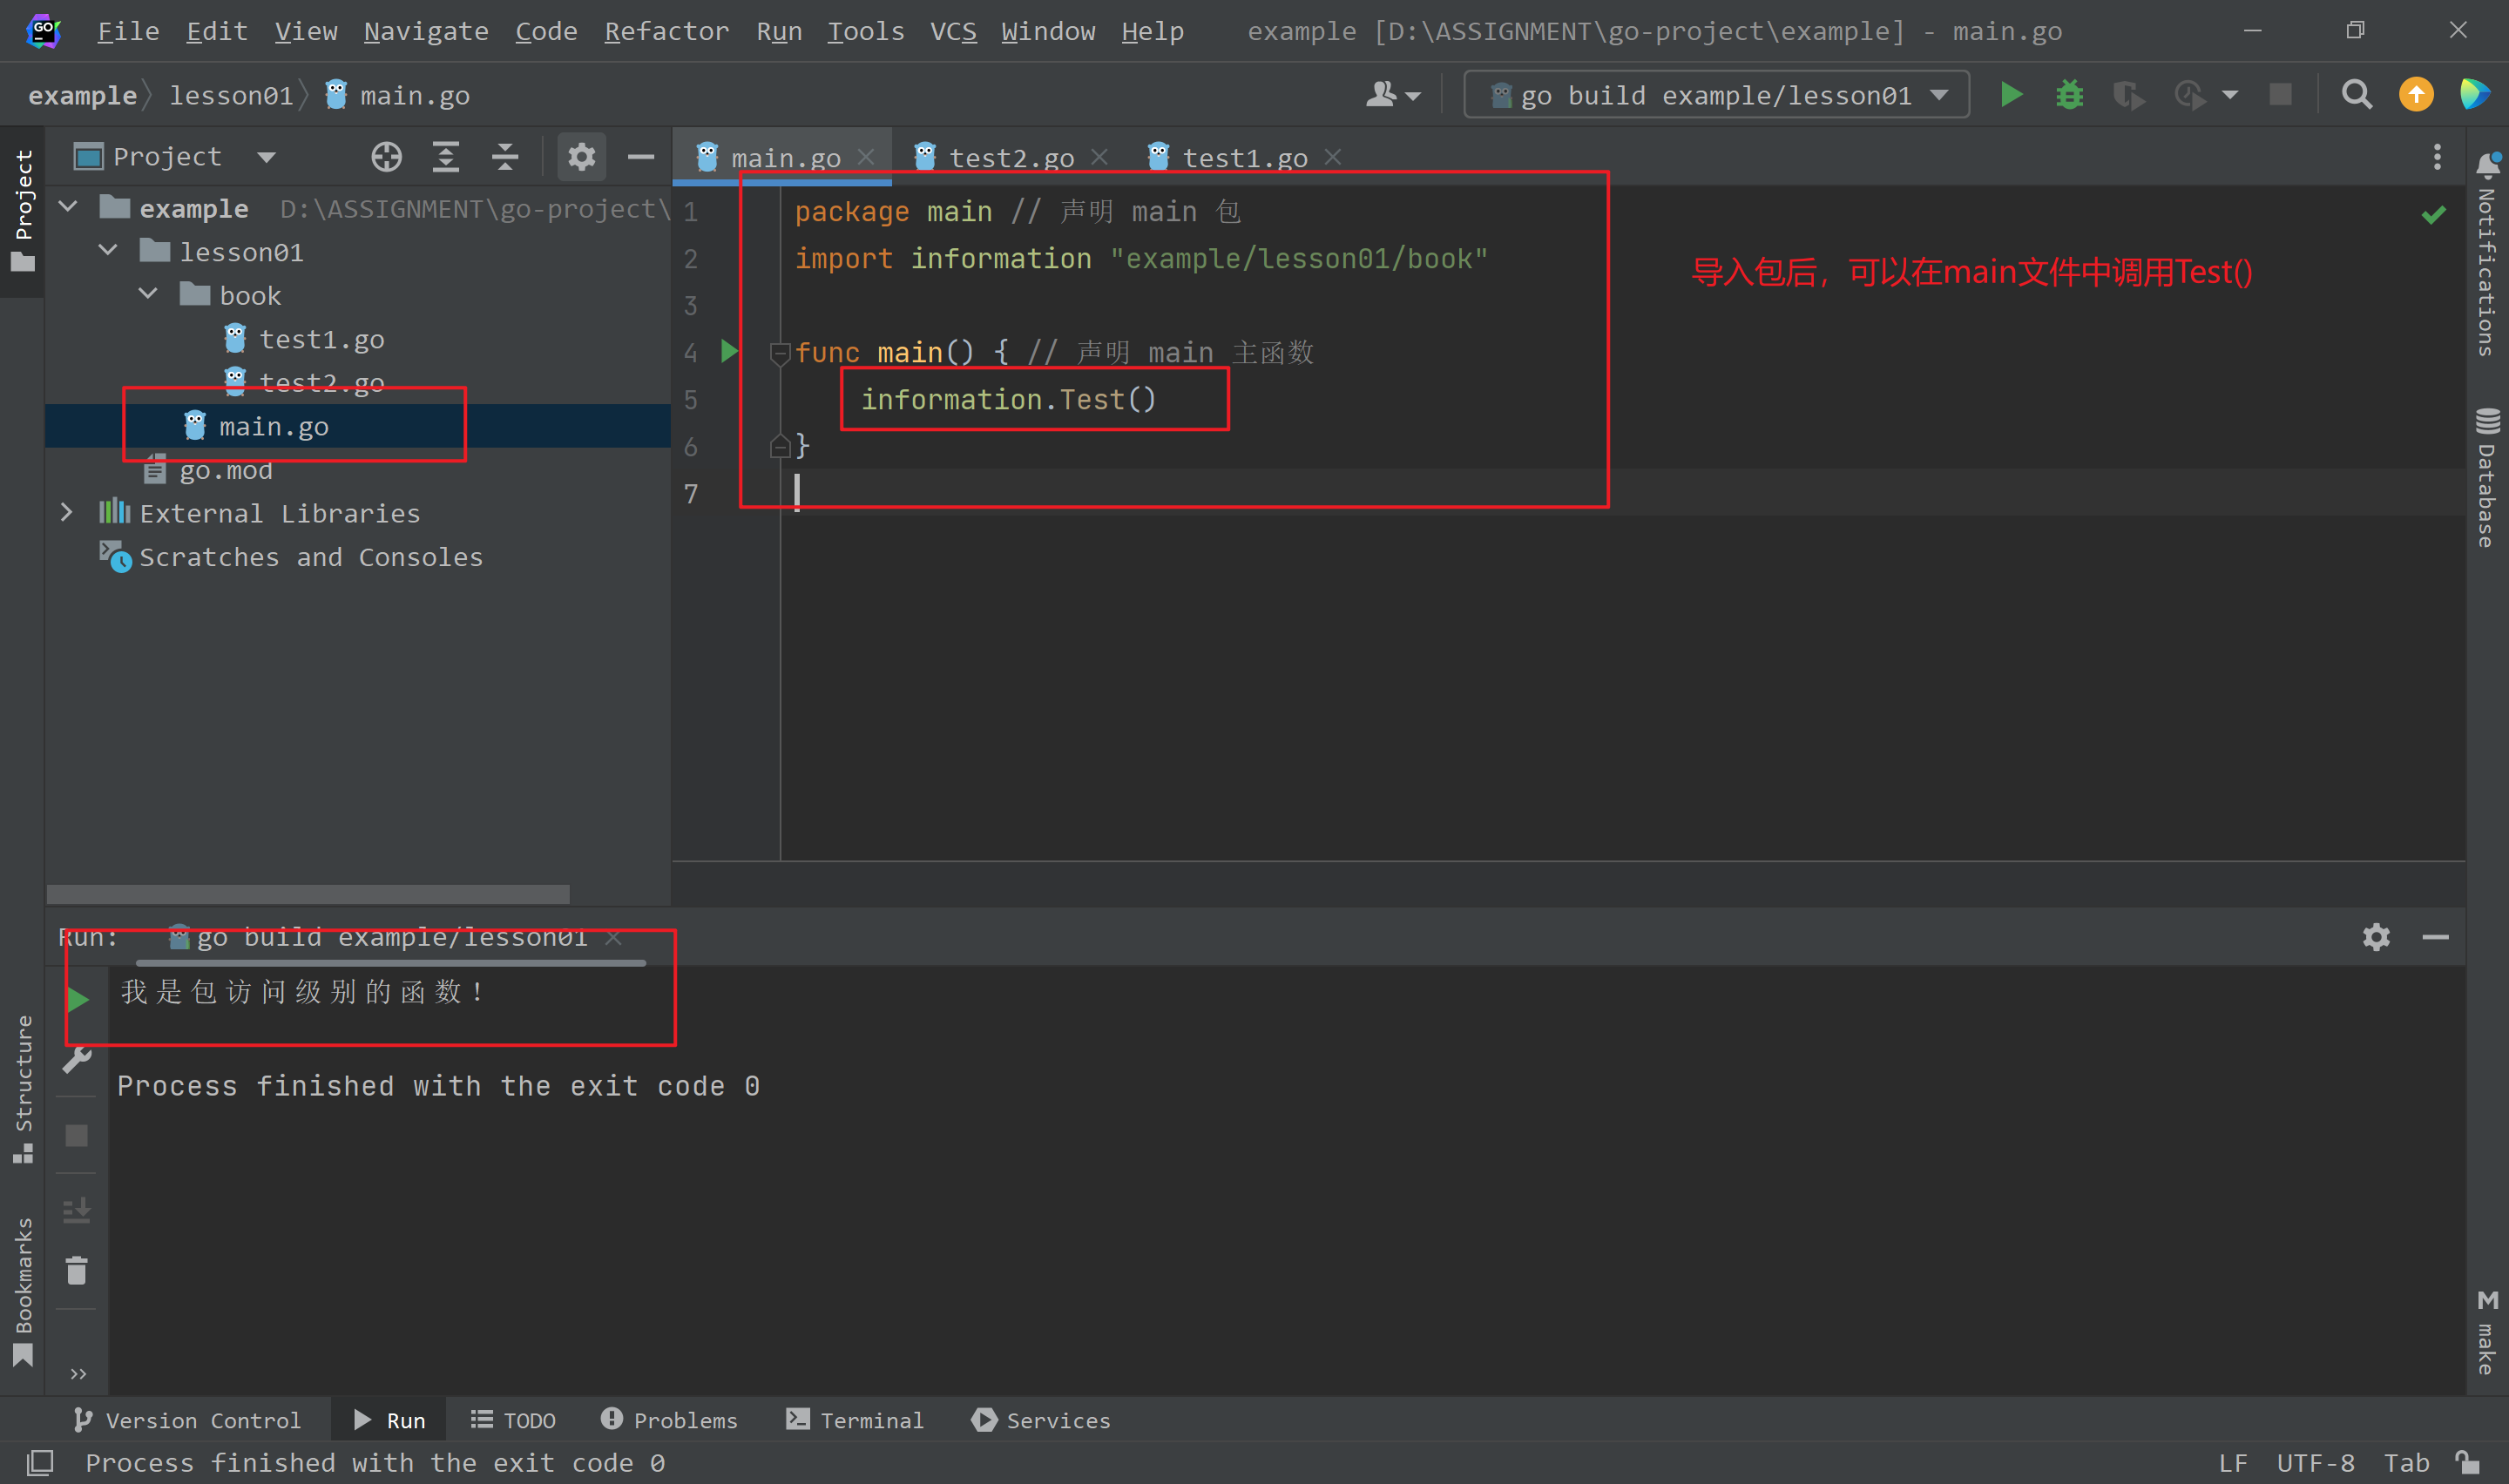 GO
File Edit View Navigate Code Refactor Run Tools VCS Window Help example [D:\ASSIGNMENT\go-project\example] - main.go
example lesson01 main.go
go build example/lesson01
Project
Project
main.go
test2.go
test1.go
example D:\ASSIGNMENT\go-project\
lesson01
book
test1.go
test2.go
main.go
go.mod
External Libraries
Scratches and Consoles
1 package main // 声明 main 包
2 import information "example/lesson01/book"
3
4 func main() { // 声明 main 主函数
5 information.Test()
6 }
7
导入包后，可以在main文件中调用Test()
Notifications
Database
make
Run: go build example/lesson01
我是包访问级别的函数!
Process finished with the exit code 0
Structure
Bookmarks
Version Control Run TODO Problems Terminal Services
Process finished with the exit code 0 LF UTF-8 Tab